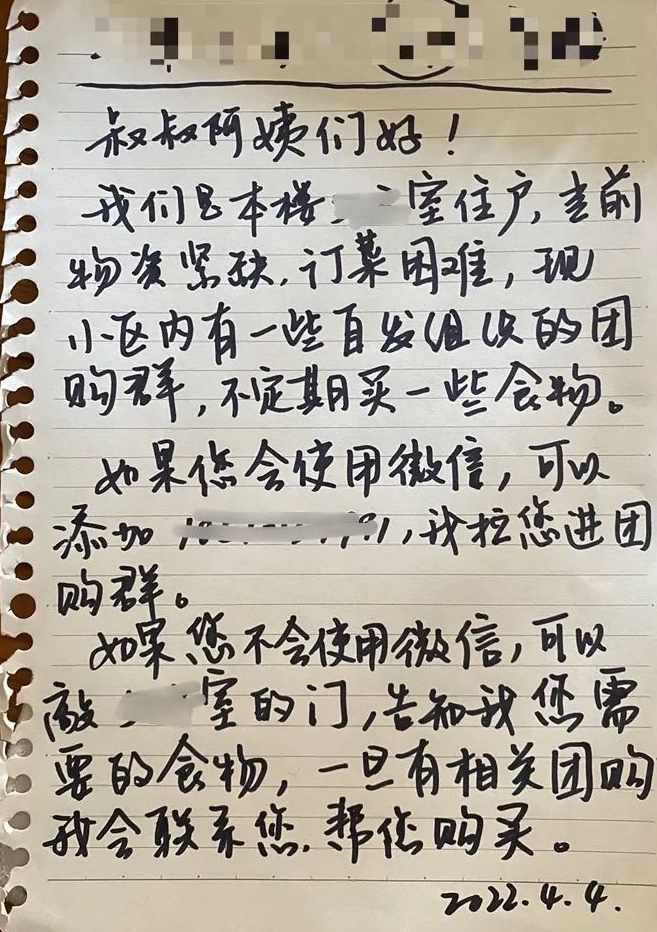 叔叔阿姨们好！
我们是本楼室住户，当前
物资紧缺，订菜困难，现
小区内有一些自发组织的团
购群，不定期买一些食物。
如果您会使用微信，可以
添加，我拉您进团
购群。
如果您不会使用微信，可以
敲室的门，告知我您需
要的食物，一旦有相关团购
我会联系您，帮您购买。
2022.4.4.